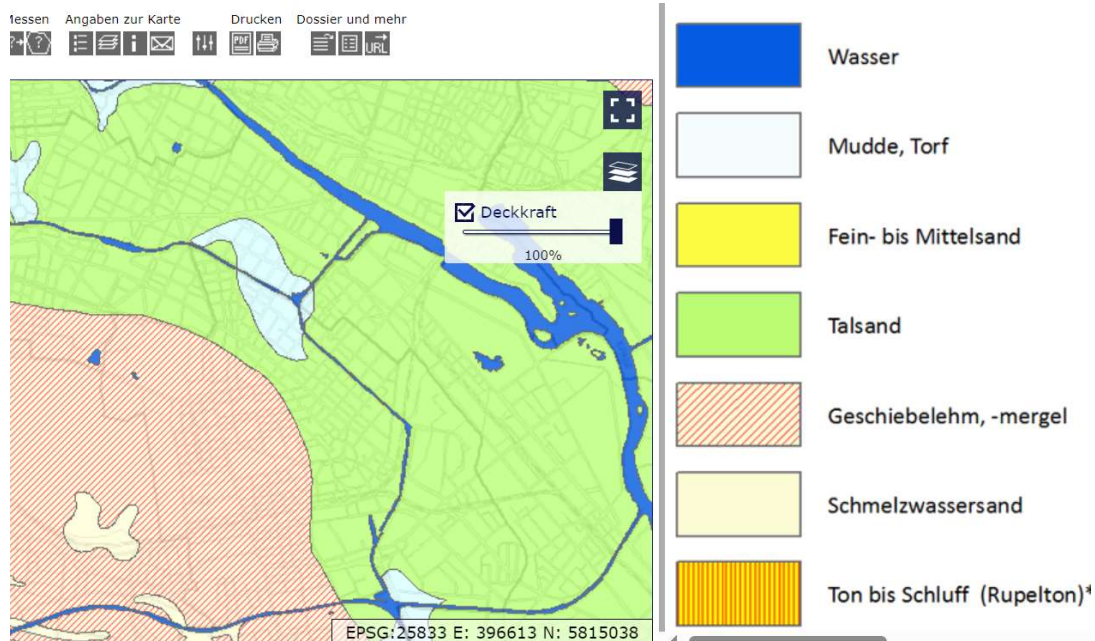 Messen Angaben zur Karte Drucken Dossier und mehr
PDF URL
Deckkraft
100%
EPSG:25833 E: 396613 N: 5815038
Wasser
Mudde, Torf
Fein- bis Mittelsand
Talsand
Geschiebelehm, -mergel
Schmelzwassersand
Ton bis Schluff (Rupelton)*